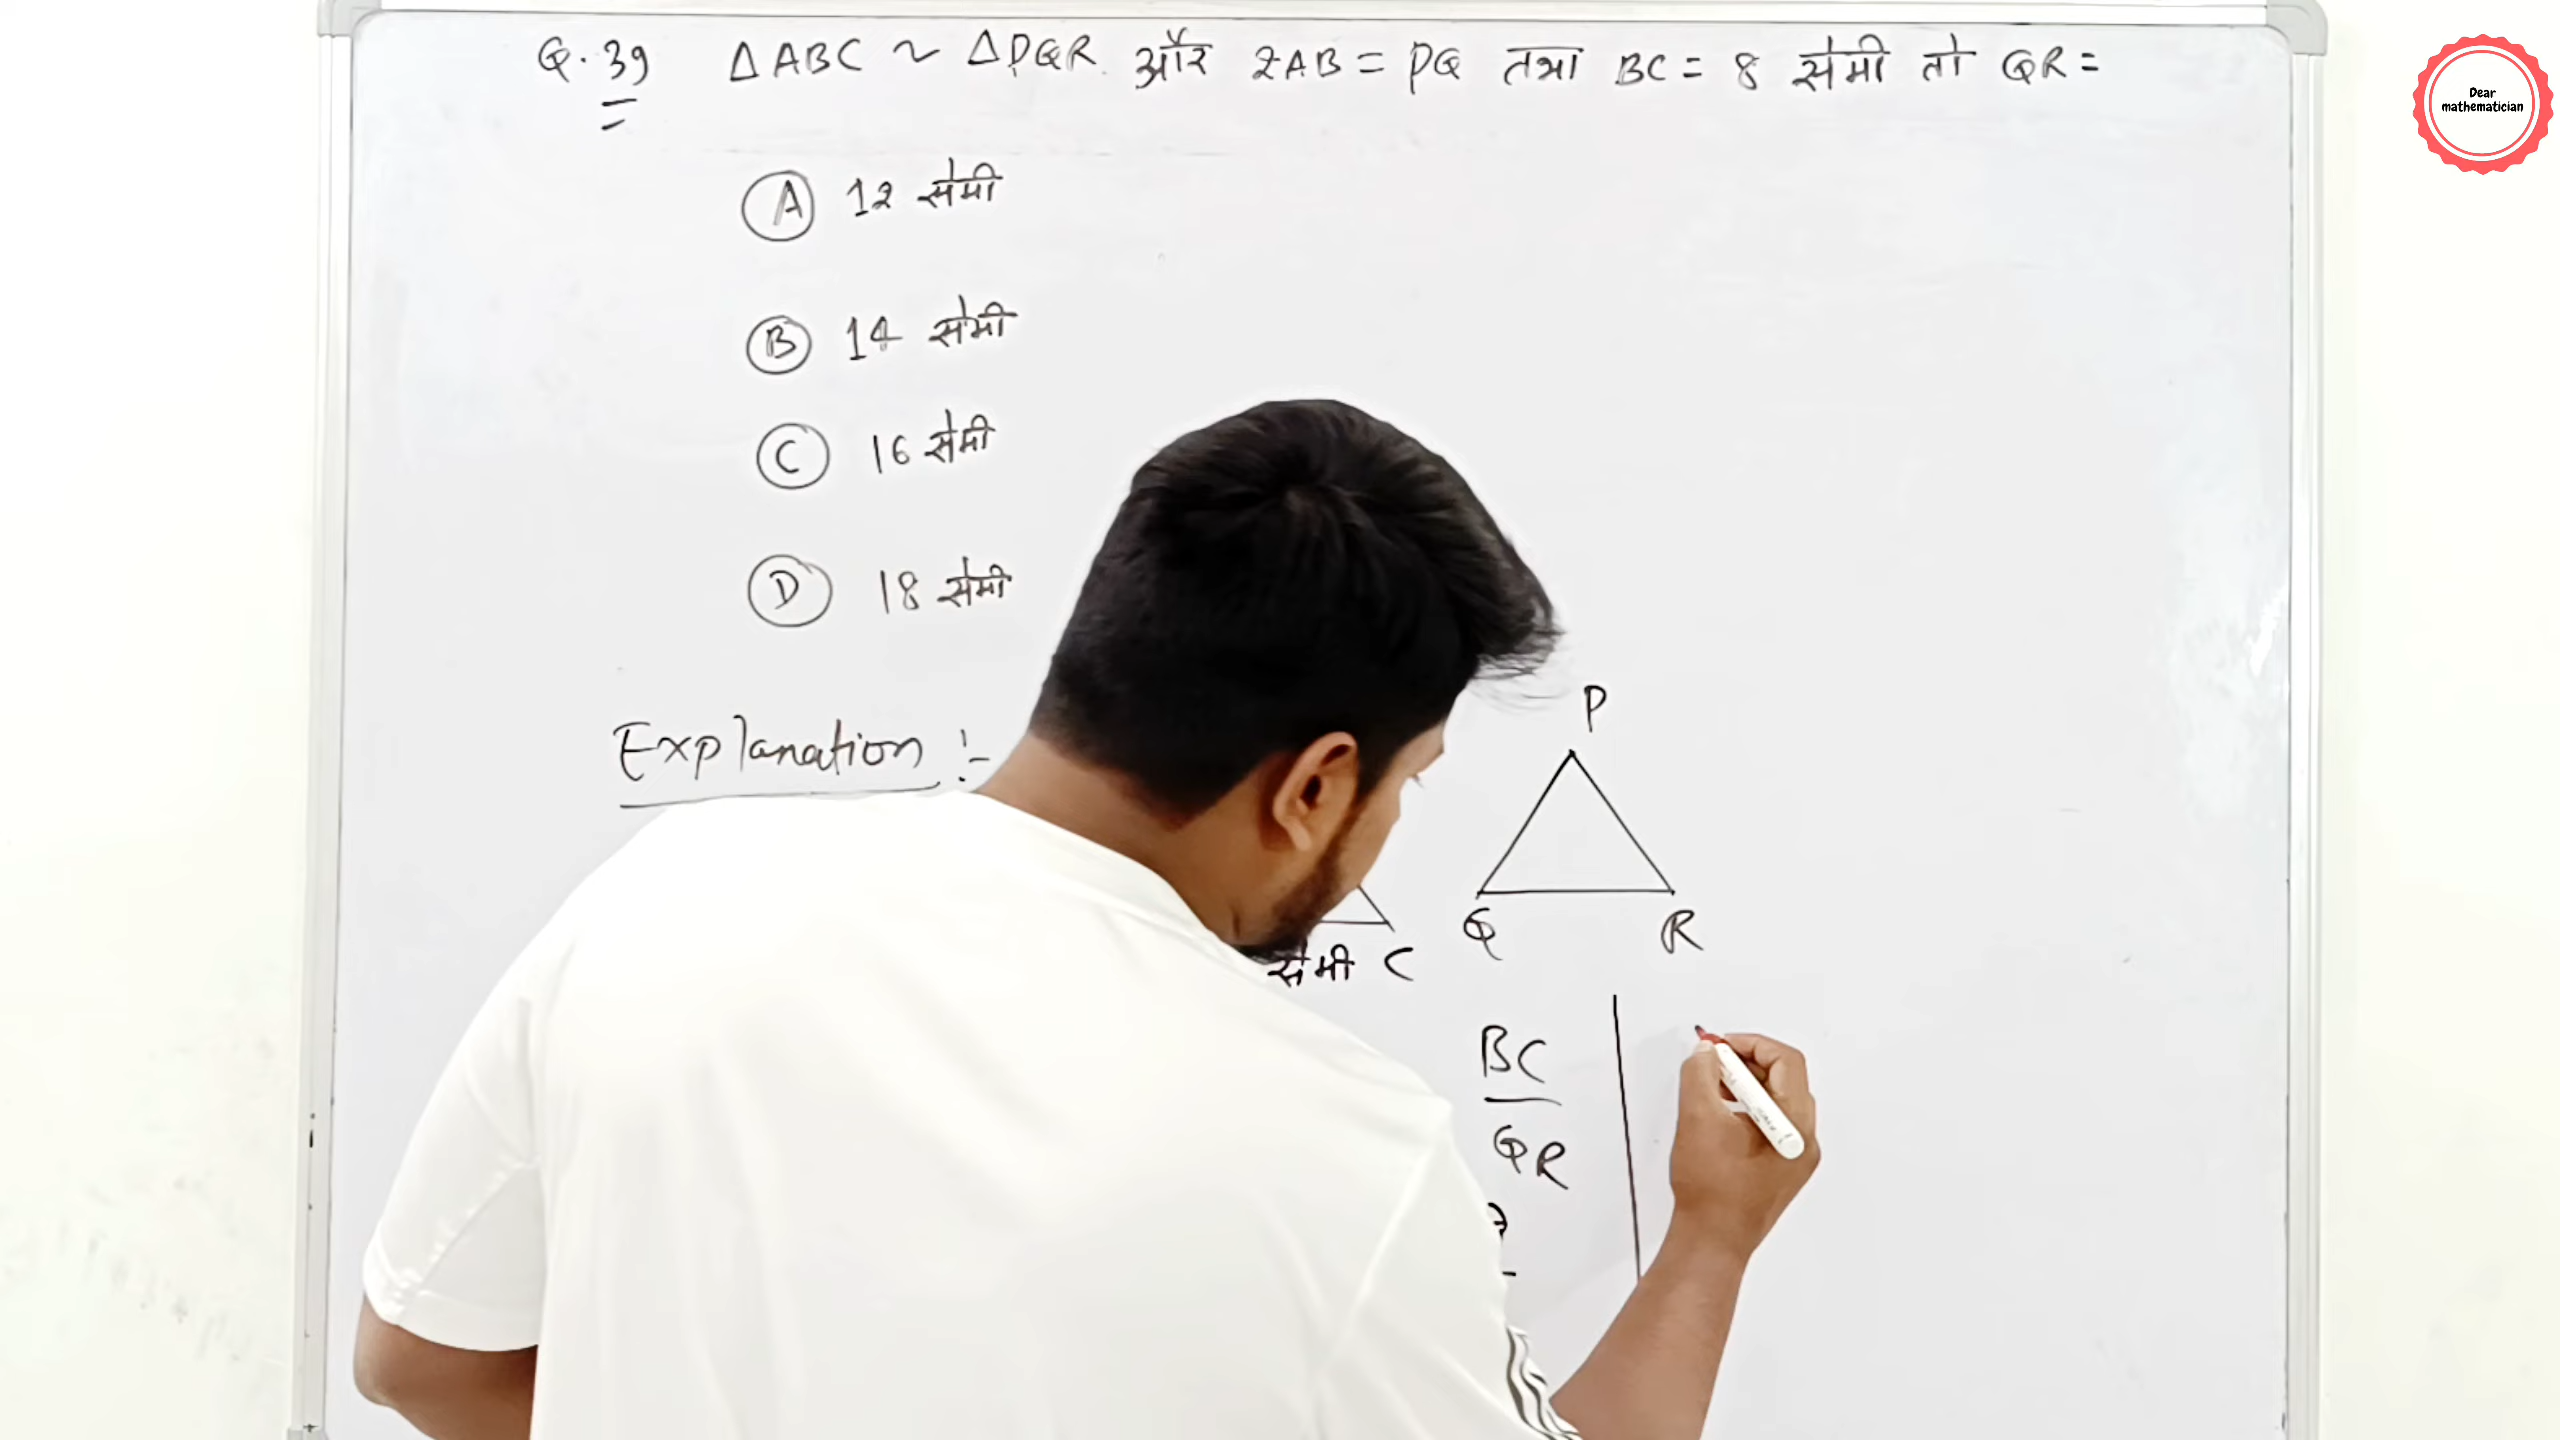 Q.39 ΔABC ~ ΔPQR और 2AB = PQ तथा BC = 8 सेमी तो QR =
A 12 सेमी
B 14 सेमी
C 16 सेमी
D 18 सेमी
Explanation :-
P
Q R
सेमी C
BC
QR
Dear
mathematician